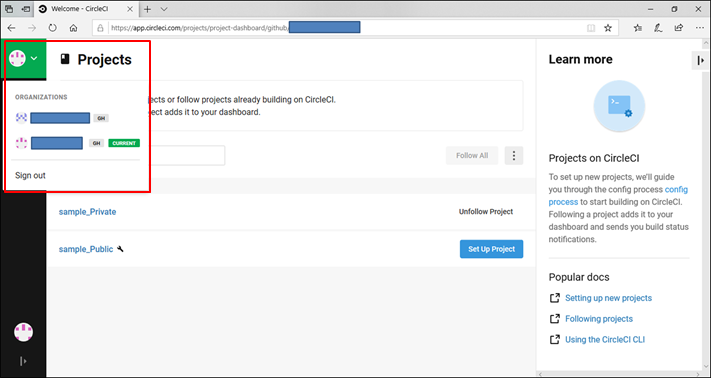 Welcome - CircleCI
https://app.circleci.com/projects/project-dashboard/github/
Projects
ORGANIZATIONS
GH
GH CURRENT
Sign out
jects or follow projects already building on CircleCI.
ject adds it to your dashboard.
Follow All
sample_Private
Unfollow Project
sample_Public
Set Up Project
Learn more
Projects on CircleCI
To set up new projects, we'll guide
you through the config process config
process to start building on CircleCI.
Following a project adds it to your
dashboard and sends you build status
notifications.
Popular docs
Setting up new projects
Following projects
Using the CircleCI CLI